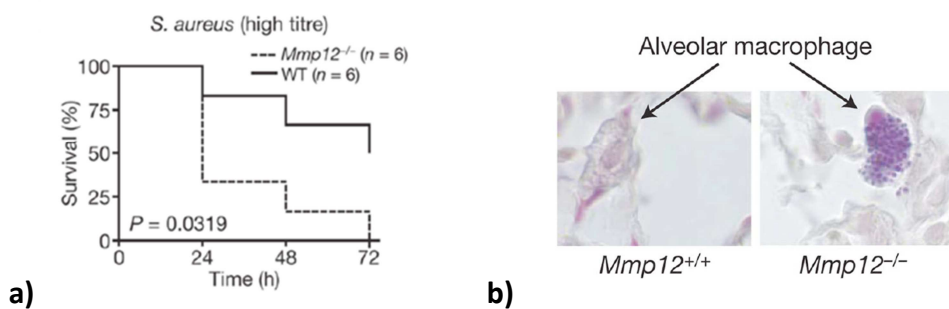 S. aureus (high titre)
Mmp12–/– (n = 6)
WT (n = 6)
100
75
50
25
0
Survival (%)
P = 0.0319
0 24 48 72
Time (h)
a)
Alveolar macrophage
Mmp12+/+ Mmp12–/–
b)